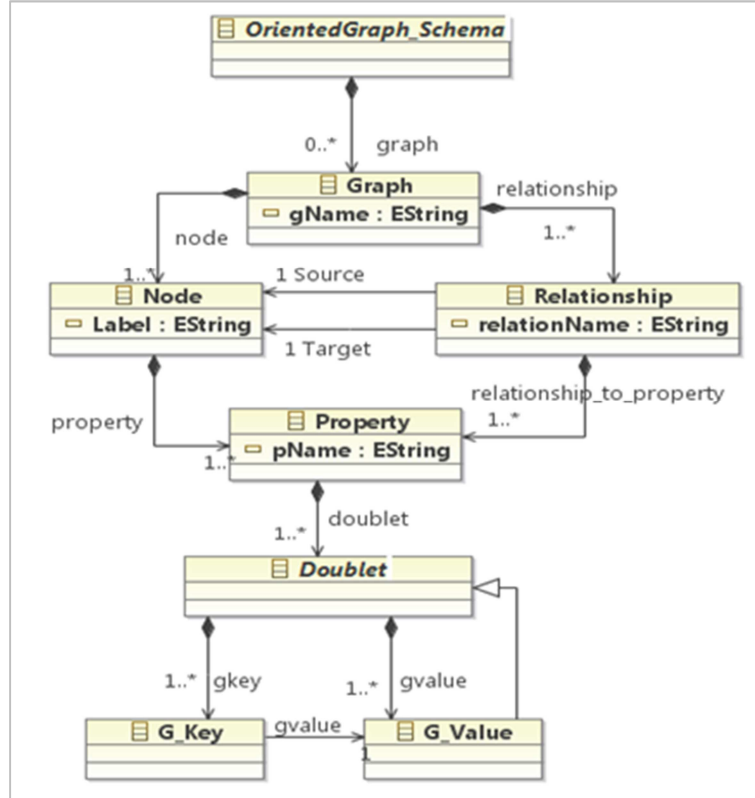 OrientedGraph_Schema
0..*
graph
Graph
gName : EString
relationship
1..*
node
1..*
Node
Label : EString
1 Source
1 Target
Relationship
relationName : EString
relationship_to_property
1..*
property
1..*
Property
pName : EString
1..*
doublet
Doublet
1..*
gkey
1..*
gvalue
G_Key
gvalue
1
G_Value